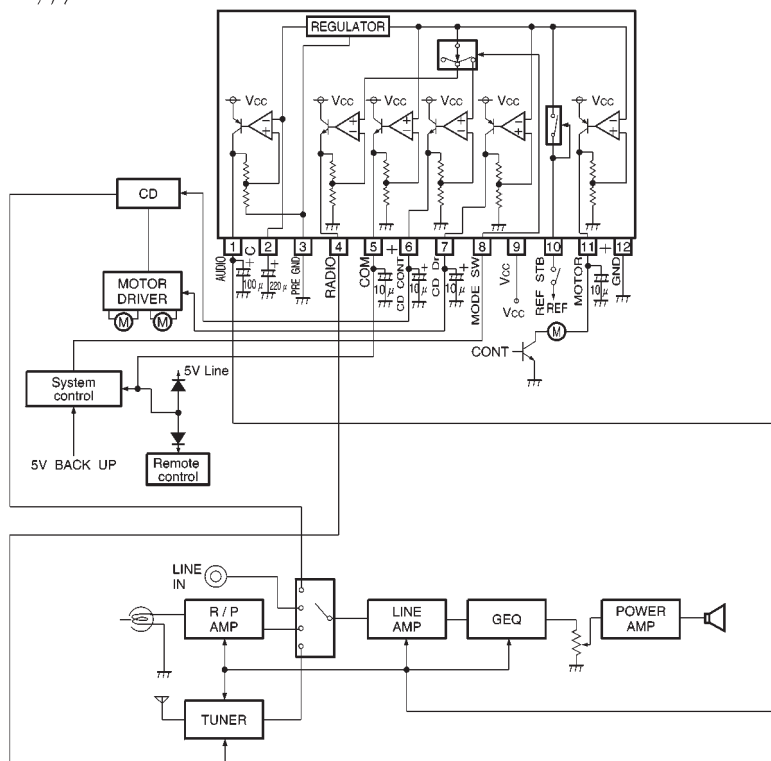 REGULATOR
VCC VCC VCC VCC VCC VCC
1 2 3 4 5 6 7 8 9 10 11 12
AUDIO
C
PRE GND
RADIO
COM
CD CONT
CD Dr
MODE SW
VCC
REF STB
MOTOR
GND
+ + + + + + +
100μ 220μ 10μ 10μ 10μ 10μ
VCC
REF
CD
MOTOR
DRIVER
M M
M
CONT
5V Line
System
control
5V BACK UP
Remote
control
LINE
IN
R / P
AMP
LINE
AMP
GEQ
POWER
AMP
TUNER